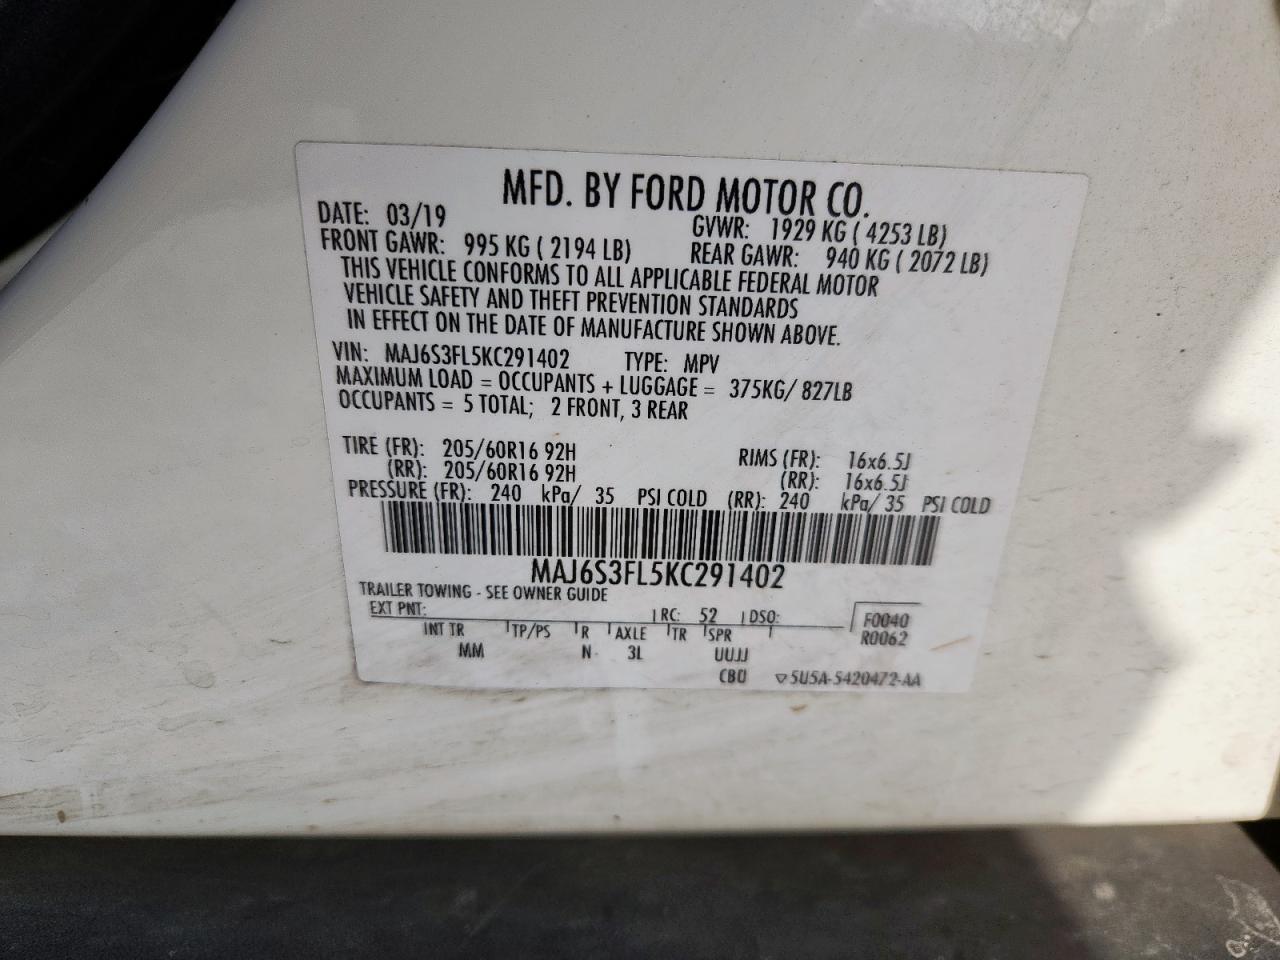 MFD. BY FORD MOTOR CO.
DATE: 03/19 GVWR: 1929 KG ( 4253 LB)
FRONT GAWR: 995 KG ( 2194 LB) REAR GAWR: 940 KG ( 2072 LB)
THIS VEHICLE CONFORMS TO ALL APPLICABLE FEDERAL MOTOR
VEHICLE SAFETY AND THEFT PREVENTION STANDARDS
IN EFFECT ON THE DATE OF MANUFACTURE SHOWN ABOVE.
VIN: MAJ6S3FL5KC291402 TYPE: MPV
MAXIMUM LOAD = OCCUPANTS + LUGGAGE = 375KG/ 827LB
OCCUPANTS = 5 TOTAL; 2 FRONT, 3 REAR
TIRE (FR): 205/60R16 92H RIMS (FR): 16x6.5J
(RR): 205/60R16 92H (RR): 16x6.5J
PRESSURE (FR): 240 kPa/ 35 PSI COLD (RR): 240 kPa/ 35 PSI COLD
MAJ6S3FL5KC291402
TRAILER TOWING - SEE OWNER GUIDE
EXT PNT: RC: 52 DSO: F0040
INT TR TP/PS R AXLE TR SPR R0062
MM N 3L UUJJ
CBU ▽5U5A-5420472-AA